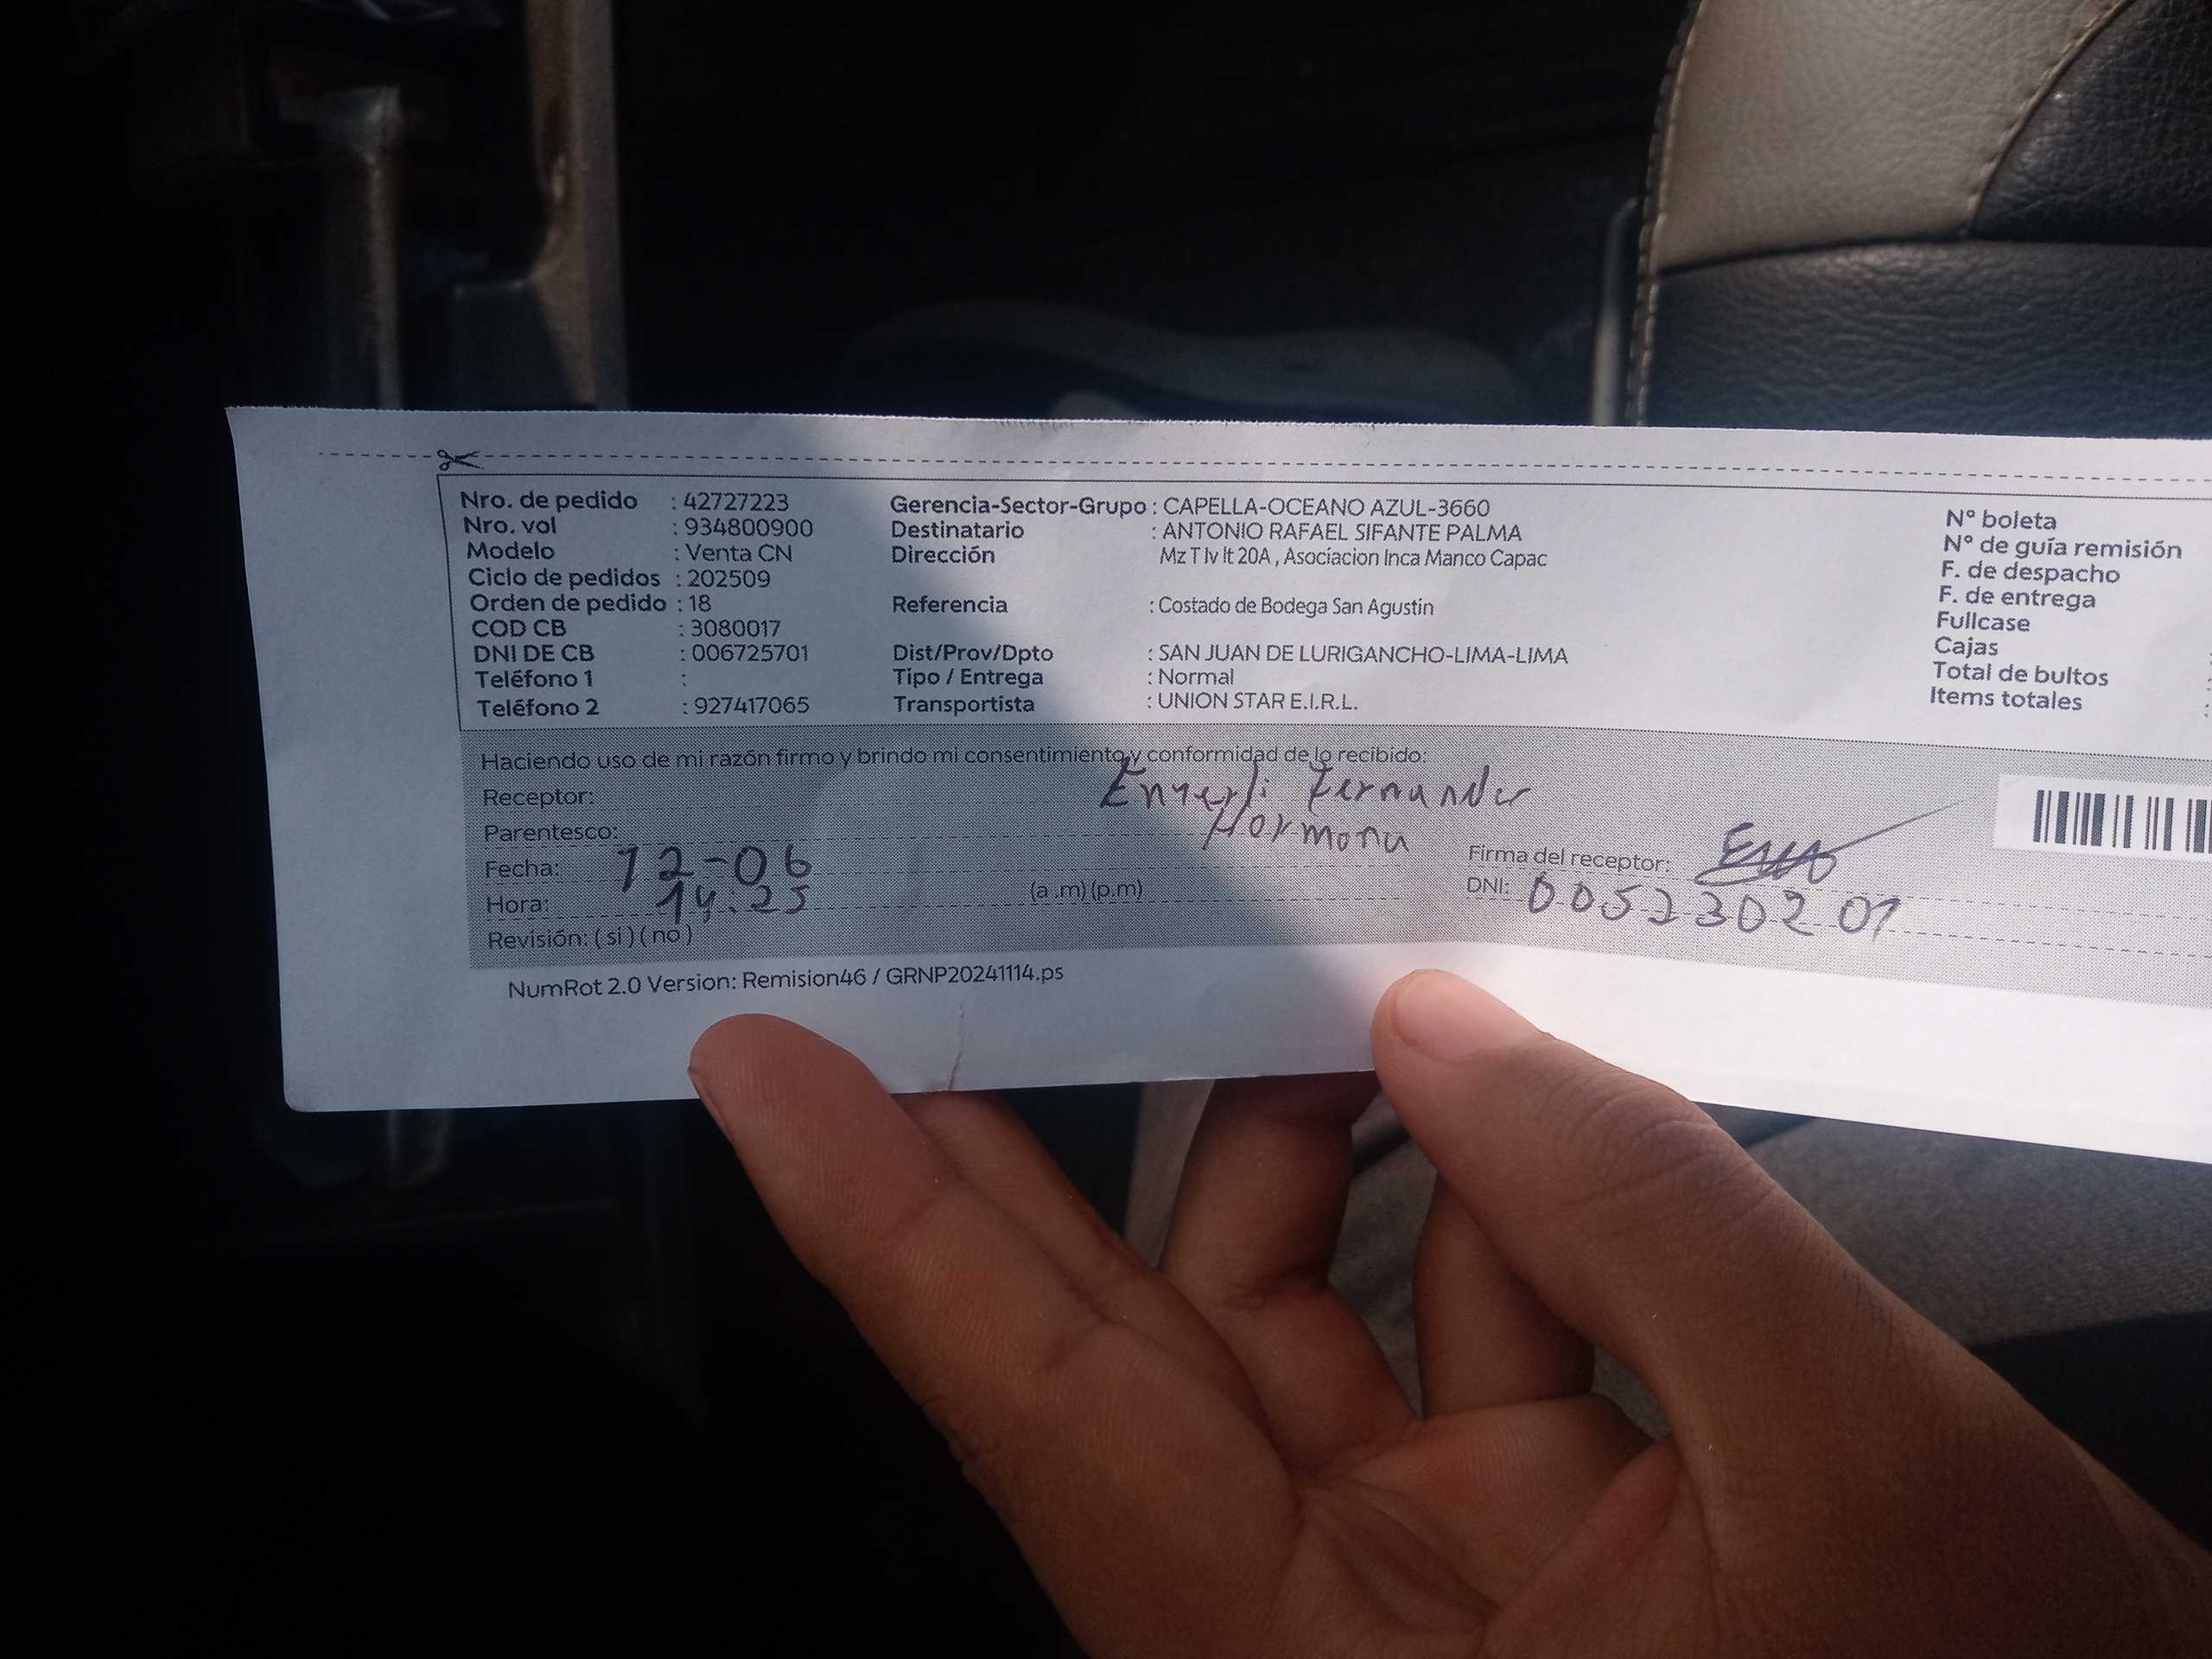 Nro. de pedido : 42727223
Nro. vol : 934800900
Modelo : Venta CN
Ciclo de pedidos : 202509
Orden de pedido : 18
COD CB : 3080017
DNI DE CB : 006725701
Teléfono 1 :
Teléfono 2 : 927417065
Gerencia-Sector-Grupo : CAPELLA-OCEANO AZUL-3660
Destinatario : ANTONIO RAFAEL SIFANTE PALMA
Dirección Mz T lv lt 20A , Asociacion Inca Manco Capac
Referencia : Costado de Bodega San Agustin
Dist/Prov/Dpto : SAN JUAN DE LURIGANCHO-LIMA-LIMA
Tipo / Entrega : Normal
Transportista : UNION STAR E.I.R.L.
N° boleta
N° de guía remisión
F. de despacho
F. de entrega
Fullcase
Cajas
Total de bultos
Items totales
Haciendo uso de mi razón firmo y brindo mi consentimiento y conformidad de lo recibido:
Receptor: Fernander
Parentesco: Hormonu
Fecha: 12-06
Hora: 14:25 (a .m) (p.m)
Revisión: ( si ) ( no )
Firma del receptor:
DNI: 005230201
NumRot 2.0 Version: Remision46 / GRNP20241114.ps